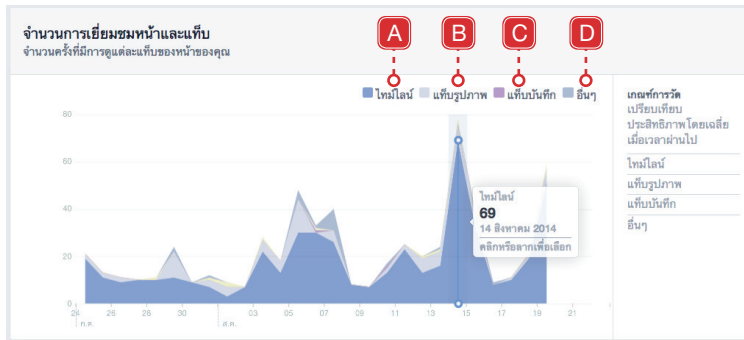 จำนวนการเยี่ยมชมหน้าและแท็บ
จำนวนครั้งที่มีการดูแต่ละแท็บของหน้าของคุณ
A B C D
ไทม์ไลน์ แท็บรูปภาพ แท็บบันทึก อื่นๆ
80
60
40
20
0
24 26 28 30 03 05 07 09 11 13 15 17 19 21
ก.ค. ส.ค.
ไทม์ไลน์
69
14 สิงหาคม 2014
คลิกหรือลากเพื่อเลือก
เกณฑ์การวัด
เปรียบเทียบ
ประสิทธิภาพโดยเฉลี่ย
เมื่อเวลาผ่านไป
ไทม์ไลน์
แท็บรูปภาพ
แท็บบันทึก
อื่นๆ